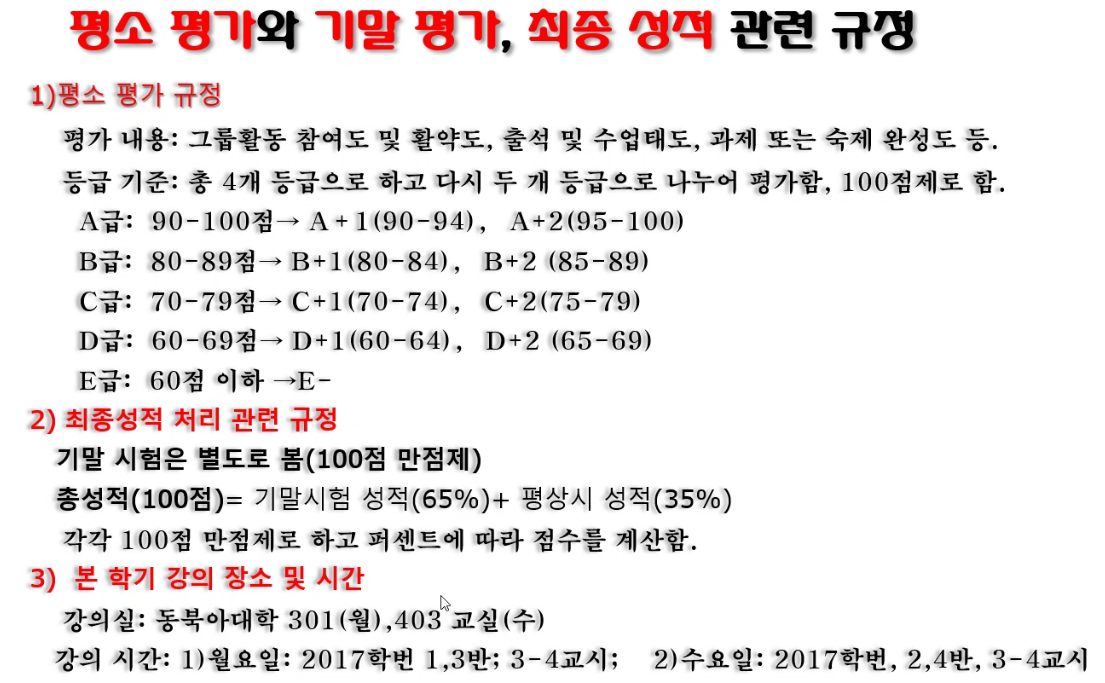 평소 평가와 기말 평가, 최종 성적 관련 규정
1)평소 평가 규정
평가 내용: 그룹활동 참여도 및 활약도, 출석 및 수업태도, 과제 또는 숙제 완성도 등.
등급 기준: 총 4개 등급으로 하고 다시 두 개 등급으로 나누어 평가함, 100점제로 함.
A급: 90-100점→ A+1(90-94), A+2(95-100)
B급: 80-89점→ B+1(80-84), B+2 (85-89)
C급: 70-79점→ C+1(70-74), C+2(75-79)
D급: 60-69점→ D+1(60-64), D+2 (65-69)
E급: 60점 이하 →E-
2) 최종성적 처리 관련 규정
기말 시험은 별도로 봄(100점 만점제)
총성적(100점)= 기말시험 성적(65%)+ 평상시 성적(35%)
각각 100점 만점제로 하고 퍼센트에 따라 점수를 계산함.
3) 본 학기 강의 장소 및 시간
강의실: 동북아대학 301(월),403 교실(수)
강의 시간: 1)월요일: 2017학번 1,3반; 3-4교시; 2)수요일: 2017학번, 2,4반, 3-4교시